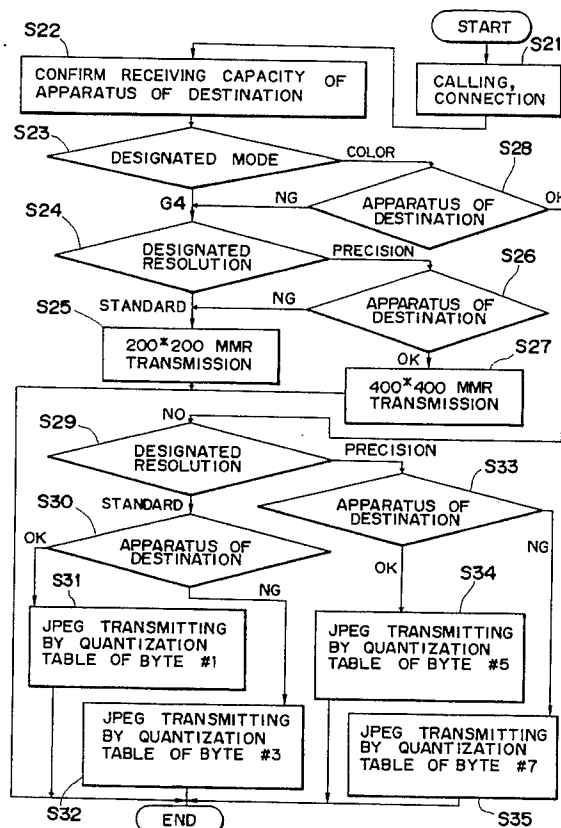 START
S21
CALLING,
CONNECTION
S22
CONFIRM RECEIVING CAPACITY OF
APPARATUS OF DESTINATION
S23
DESIGNATED MODE
COLOR
G4
S28
APPARATUS OF
DESTINATION
NG
OK
S24
DESIGNATED
RESOLUTION
PRECISION
STANDARD
S26
APPARATUS OF
DESTINATION
NG
OK
S25
200*200 MMR
TRANSMISSION
S27
400*400 MMR
TRANSMISSION
NO
S29
DESIGNATED
RESOLUTION
PRECISION
STANDARD
S30
APPARATUS OF
DESTINATION
OK
NG
S33
APPARATUS OF
DESTINATION
OK
NG
S31
JPEG TRANSMITTING
BY QUANTIZATION
TABLE OF BYTE #1
S34
JPEG TRANSMITTING
BY QUANTIZATION
TABLE OF BYTE #5
JPEG TRANSMITTING
BY QUANTIZATION
TABLE OF BYTE #3
S32
JPEG TRANSMITTING
BY QUANTIZATION
TABLE OF BYTE #7
S35
END